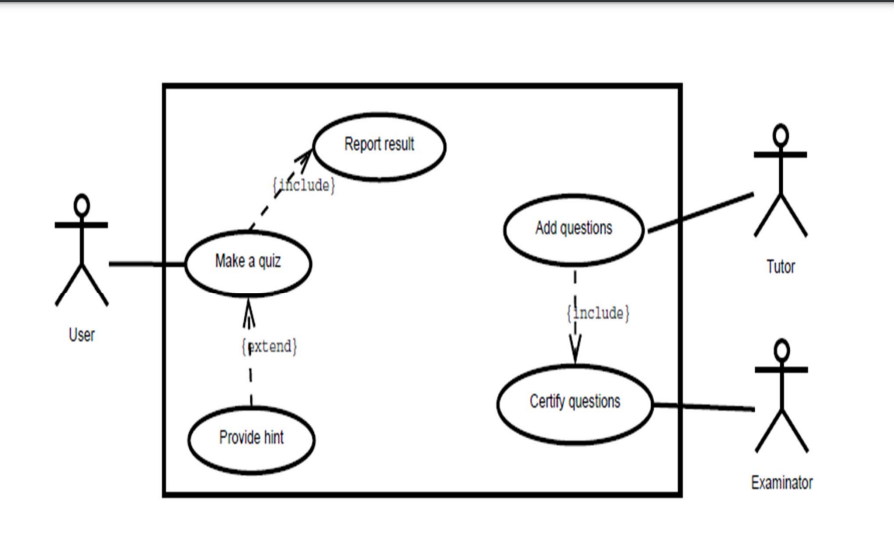 Report result
{include}
Add questions
Make a quiz
Tutor
{include}
User
{extend}
Certify questions
Provide hint
Examinator